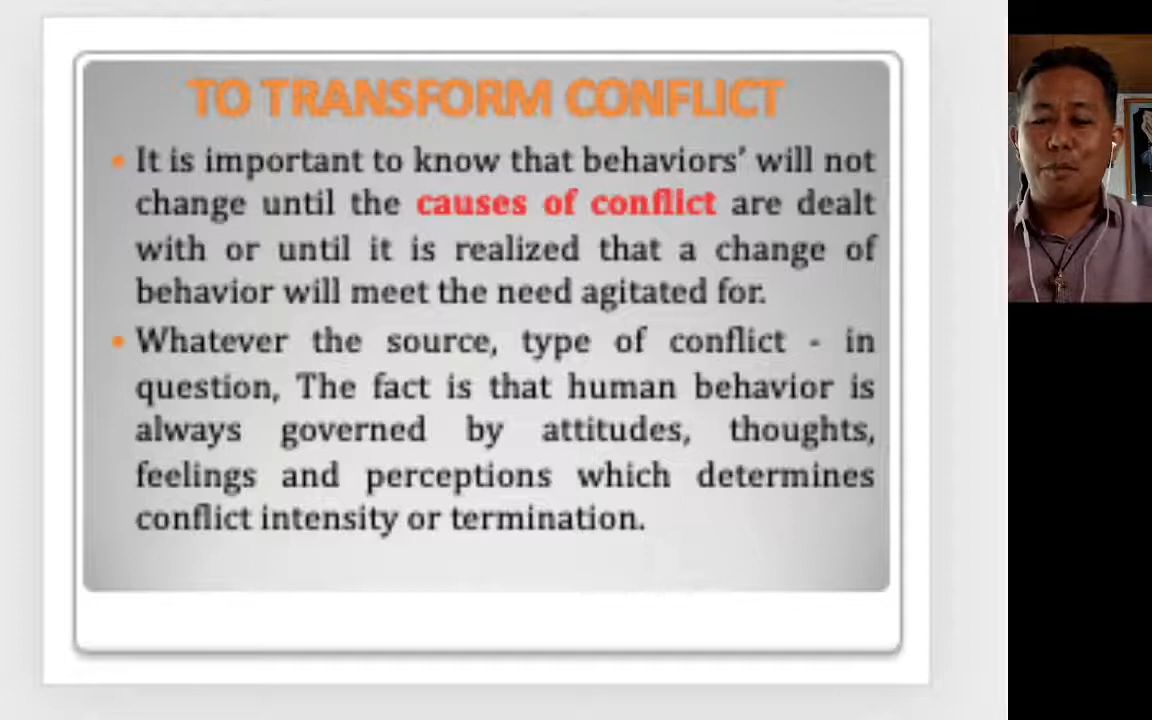 TO TRANSFORM CONFLICT
• It is important to know that behaviors’ will not
change until the causes of conflict are dealt
with or until it is realized that a change of
behavior will meet the need agitated for.
• Whatever the source, type of conflict - in
question, The fact is that human behavior is
always governed by attitudes, thoughts,
feelings and perceptions which determines
conflict intensity or termination.